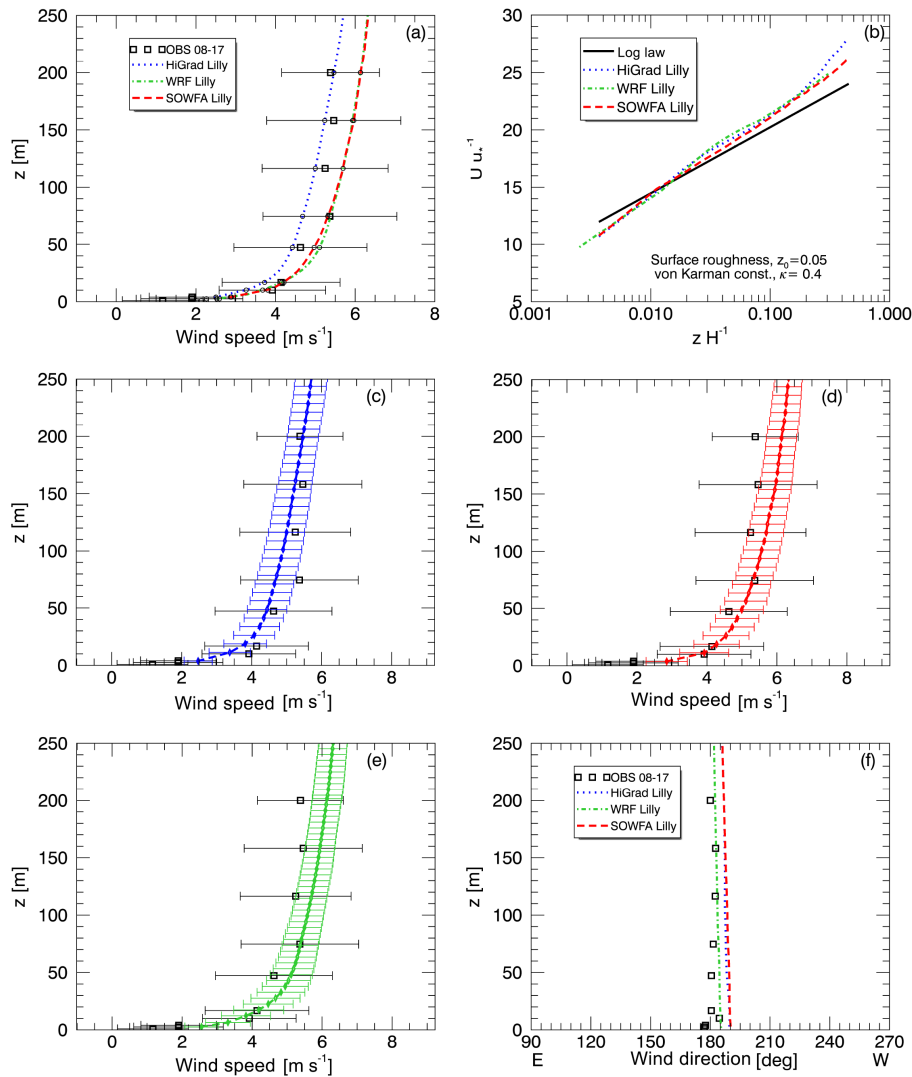 (a)
OBS 08-17
HiGrad Lilly
WRF Lilly
SOWFA Lilly
z [m]
250
200
150
100
50
0
0 2 4 6 8
Wind speed [m s⁻¹]
(b)
Log law
HiGrad Lilly
WRF Lilly
SOWFA Lilly
U u*⁻¹
30
25
20
15
10
5
Surface roughness, z₀=0.05
von Karman const., κ= 0.4
0.001 0.010 0.100 1.000
z H⁻¹
(c)
z [m]
250
200
150
100
50
0
0 2 4 6 8
Wind speed [m s⁻¹]
(d)
z [m]
250
200
150
100
50
0
0 2 4 6 8
Wind speed [m s⁻¹]
(e)
z [m]
250
200
150
100
50
0
0 2 4 6 8
Wind speed [m s⁻¹]
(f)
OBS 08-17
HiGrad Lilly
WRF Lilly
SOWFA Lilly
z [m]
250
200
150
100
50
0
90 120 150 180 210 240 270
E Wind direction [deg] W